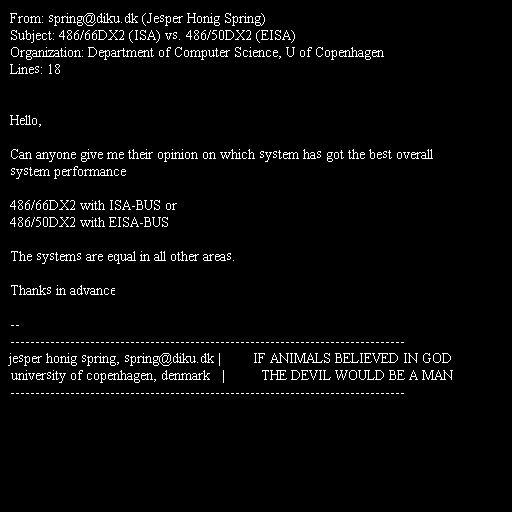 From: spring@diku.dk (Jesper Honig Spring)
Subject: 486/66DX2 (ISA) vs. 486/50DX2 (EISA)
Organization: Department of Computer Science, U of Copenhagen
Lines: 18

Hello,

Can anyone give me their opinion on which system has got the best overall
system performance

486/66DX2 with ISA-BUS or
486/50DX2 with EISA-BUS

The systems are equal in all other areas.

Thanks in advance

--
-------------------------------------------------------------------------------
jesper honig spring, spring@diku.dk |         IF ANIMALS BELIEVED IN GOD
university of copenhagen, denmark   |          THE DEVIL WOULD BE A MAN
-------------------------------------------------------------------------------